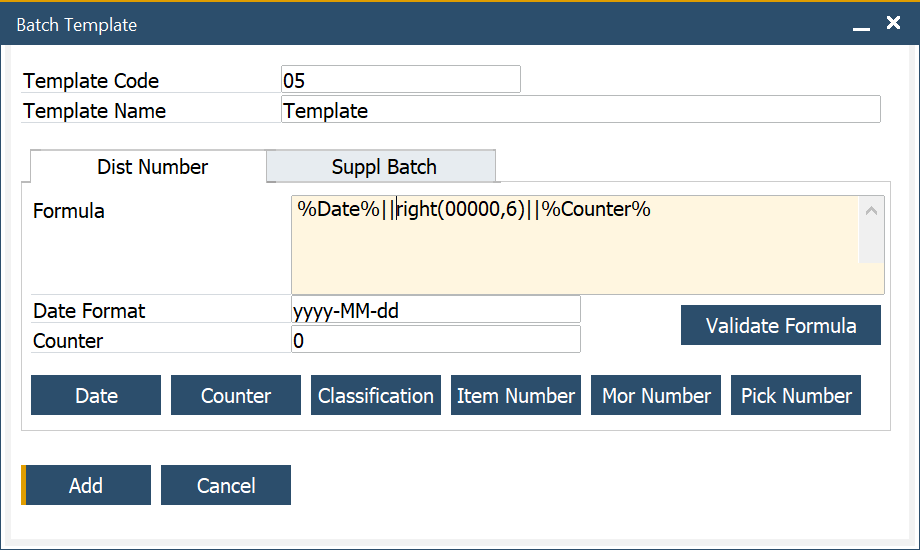 Batch Template
Template Code 05
Template Name Template
Dist Number Suppl Batch
Formula %Date%||right(00000,6)||%Counter%
Date Format yyyy-MM-dd
Counter 0
Validate Formula
Date Counter Classification Item Number Mor Number Pick Number
Add Cancel